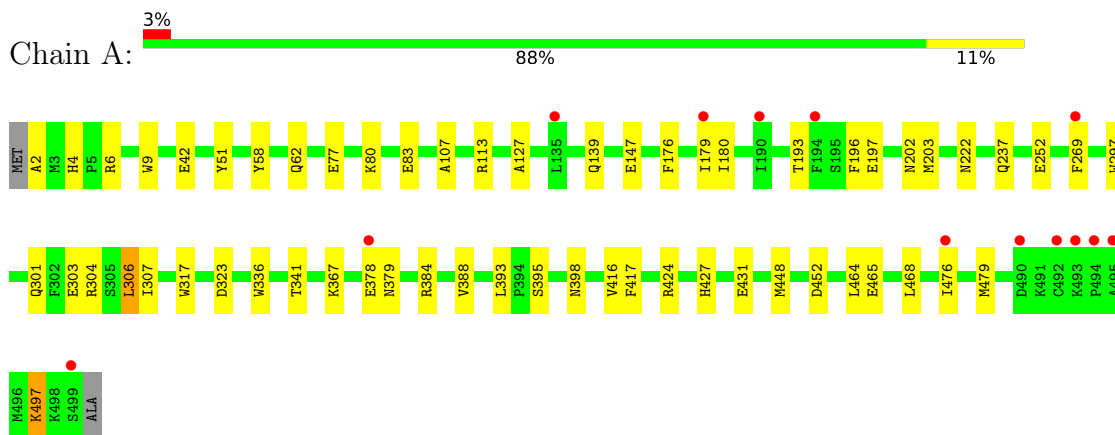 3%
Chain A:
88% 11%
MET A2 M3 H4 P5 R6 W9 E42 Y51 Y58 Q62 E77 K80 E83 A107 R113 A127 L135 Q139 E147 F176 I179 I180 I190 T193 F194 S195 F196 E197 N202 M203 N222 Q237 E252 F269 W297
Q301 F302 E303 R304 S305 L306 I307 W317 D323 W336 T341 K367 E378 N379 R384 V388 L393 P394 S395 N398 V416 F417 R424 H427 E431 M448 D452 L464 E465 L468 I476 M479 D490 K491 C492 K493 P494 A495
M496 K497 K498 S499 ALA